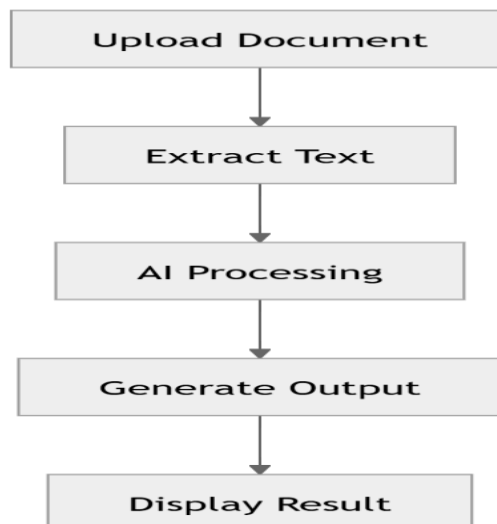 Upload Document
Extract Text
AI Processing
Generate Output
Display Result